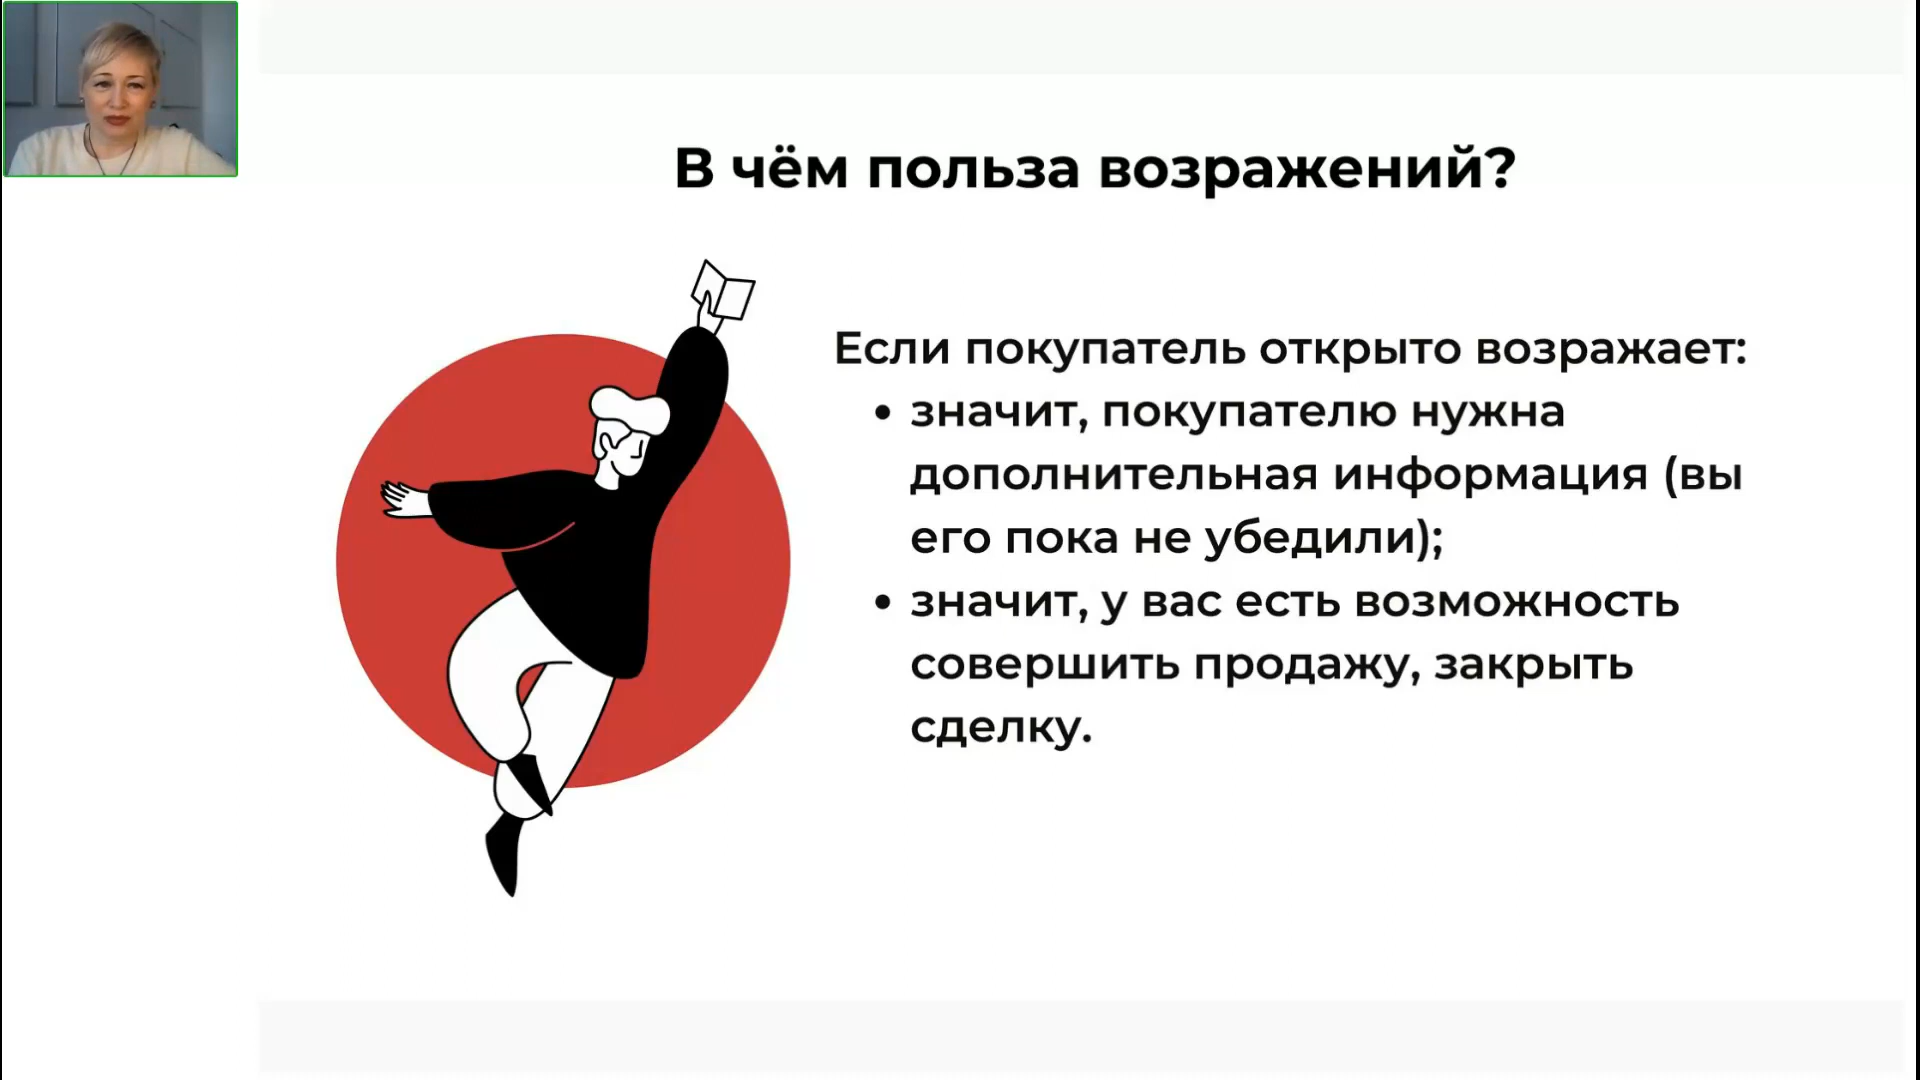 В чём польза возражений?
Если покупатель открыто возражает:
• значит, покупателю нужна
дополнительная информация (вы
его пока не убедили);
• значит, у вас есть возможность
совершить продажу, закрыть
сделку.